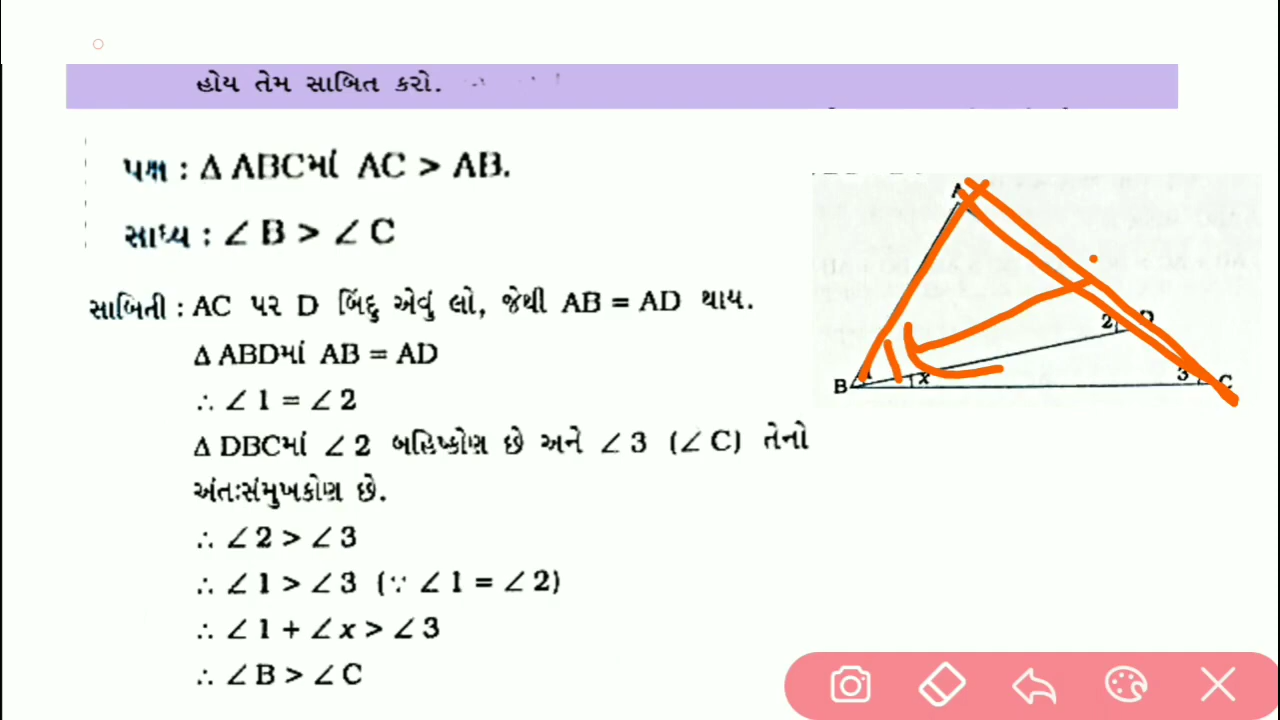 હોય તેમ સાબિત કરો.
પક્ષ : Δ ABCમાં AC > AB.
સાધ્ય : ∠ B > ∠ C
સાબિતી : AC પર D બિંદુ એવું લો, જેથી AB = AD થાય.
Δ ABDમાં AB = AD
∴ ∠ 1 = ∠ 2
Δ DBCમાં ∠ 2 બહિષ્કોણ છે અને ∠ 3 (∠ C) તેનો
અંતઃસંમુખકોણ છે.
∴ ∠ 2 > ∠ 3
∴ ∠ 1 > ∠ 3 (∵ ∠ 1 = ∠ 2)
∴ ∠ 1 + ∠ x > ∠ 3
∴ ∠ B > ∠ C
A
2 D
B x 3 C